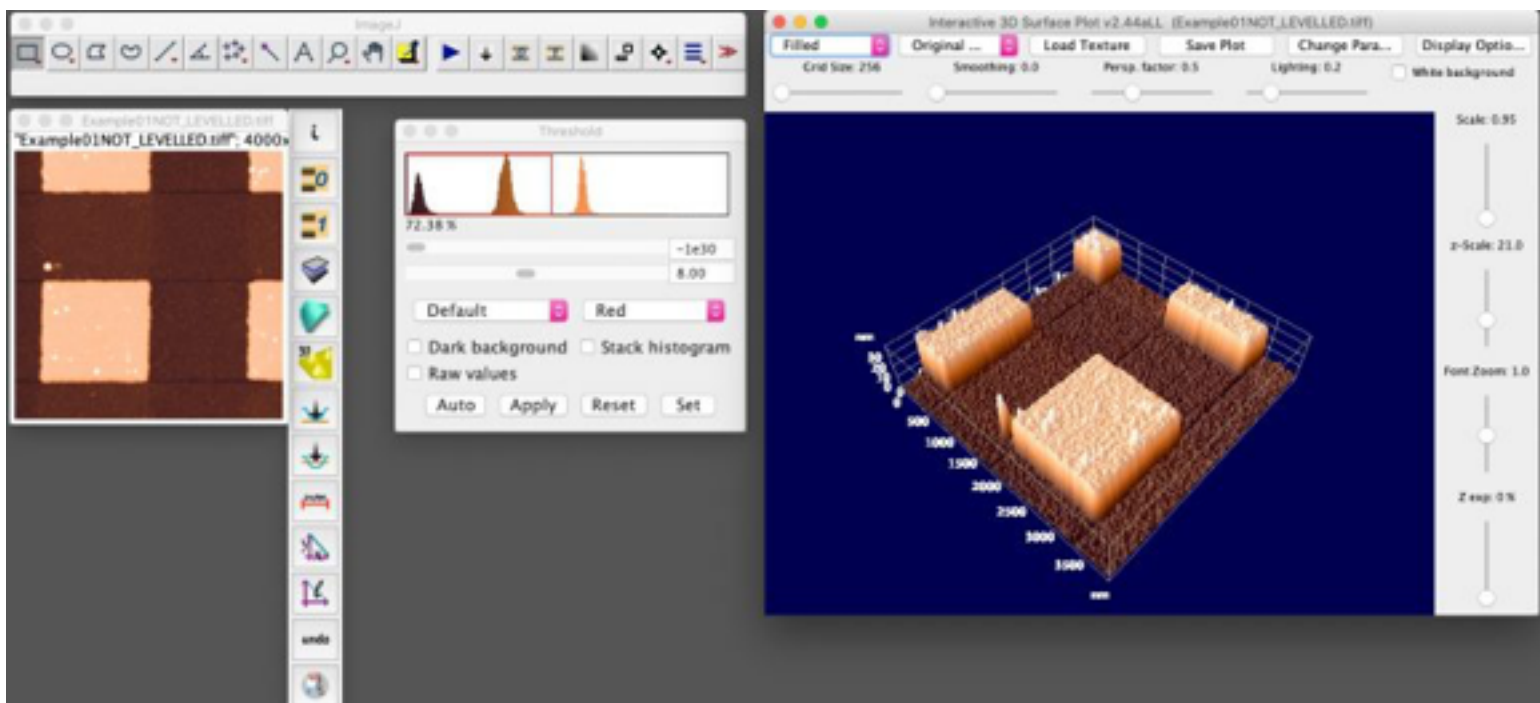 ImageJ
Example01NOT_LEVELLED.tiff
"Example01NOT_LEVELLED.tiff"; 4000x
undo
Threshold
72.38 %
-1e30
8.00
Default
Red
Dark background
Stack histogram
Raw values
Auto
Apply
Reset
Set
Interactive 3D Surface Plot v2.44aLL (Example01NOT_LEVELLED.tiff)
Filled
Original ...
Load Texture
Save Plot
Change Para...
Display Optio...
Grid Size: 256
Smoothing: 0.0
Persp. factor: 0.5
Lighting: 0.2
White background
Scale: 0.95
z-Scale: 21.0
Font Zoom: 1.0
Z exp: 0 %
0
500
1000
1500
2000
2500
3000
3500